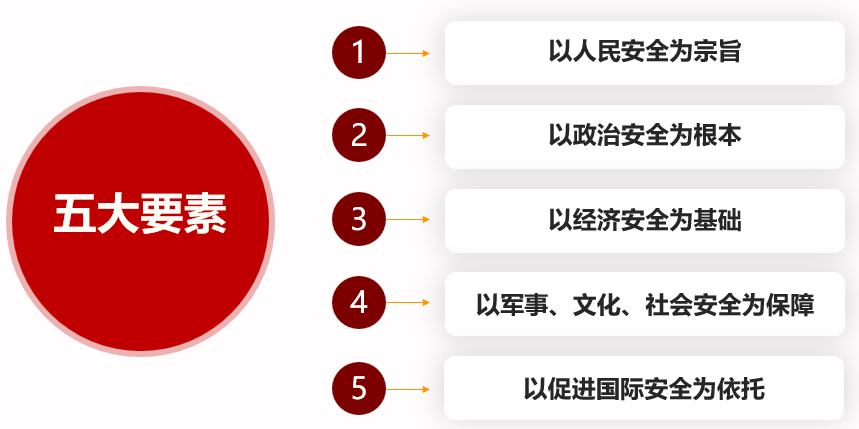 五大要素
1
以人民安全为宗旨
2
以政治安全为根本
3
以经济安全为基础
4
以军事、文化、社会安全为保障
5
以促进国际安全为依托